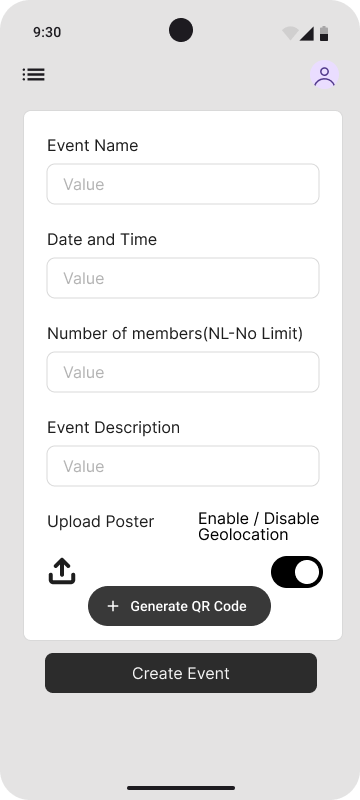 9:30
Event Name
Value
Date and Time
Value
Number of members(NL-No Limit)
Value
Event Description
Value
Upload Poster
Enable / Disable
Geolocation
Generate QR Code
Create Event